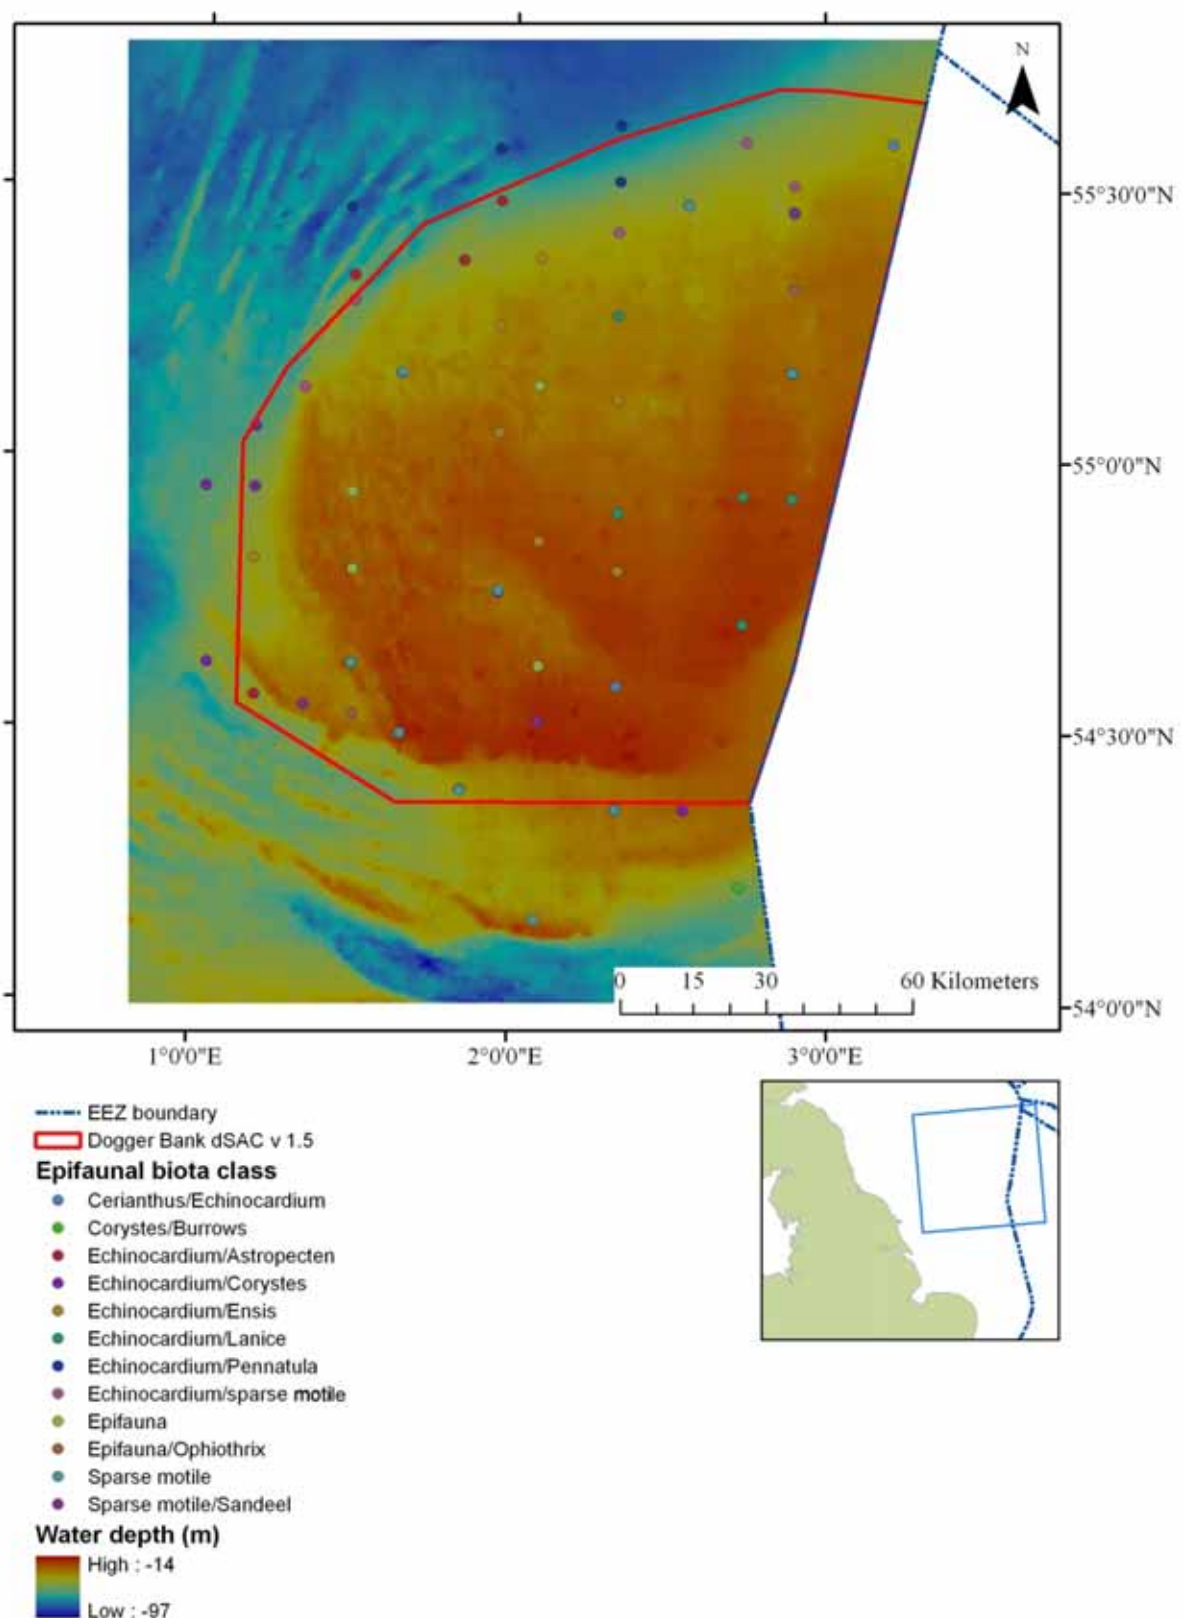 N
55°30'0"N
55°0'0"N
54°30'0"N
0 15 30 60 Kilometers
54°0'0"N
1°0'0"E 2°0'0"E 3°0'0"E
EEZ boundary
Dogger Bank dSAC v 1.5
Epifaunal biota class
Cerianthus/Echinocardium
Corystes/Burrows
Echinocardium/Astropecten
Echinocardium/Corystes
Echinocardium/Ensis
Echinocardium/Lanice
Echinocardium/Pennatula
Echinocardium/sparse motile
Epifauna
Epifauna/Ophiothrix
Sparse motile
Sparse motile/Sandeel
Water depth (m)
High : -14
Low : -97